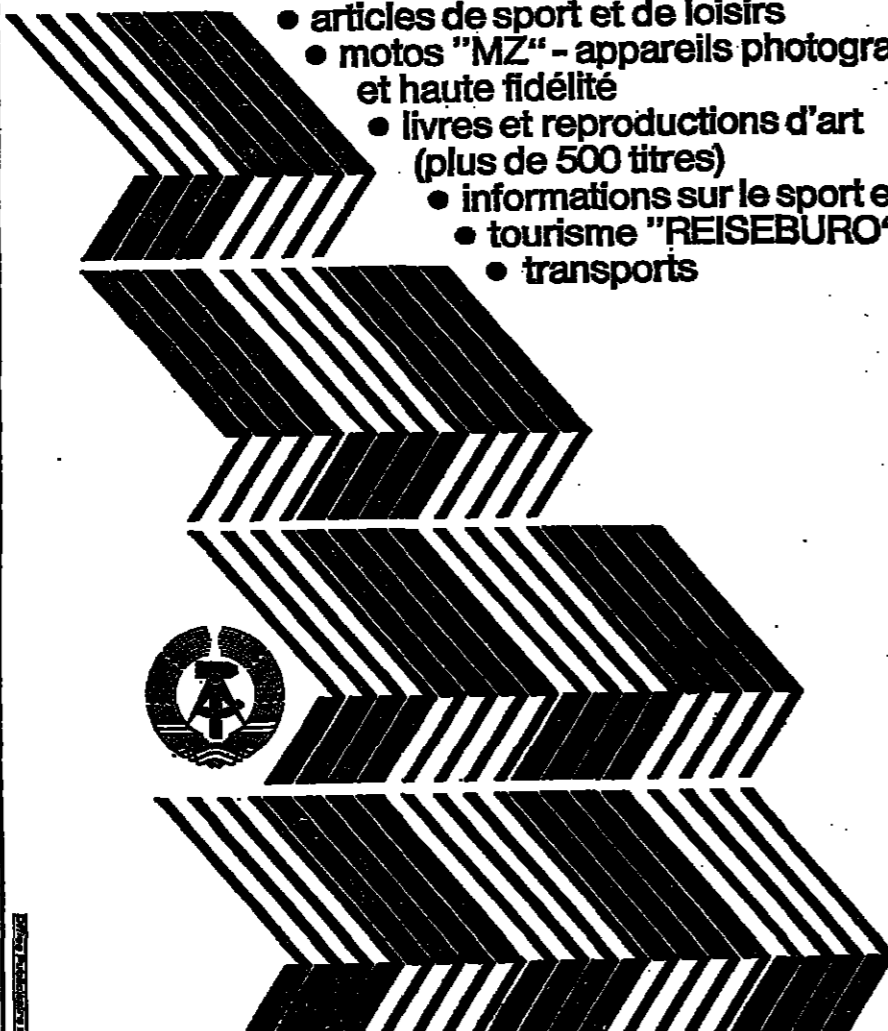 ● articles de sport et de loisirs
● motos "MZ“ - appareils photogra
et haute fidélité
● livres et reproductions d'art
(plus de 500 titres)
● informations sur le sport e
● tourisme "REISEBURO“
● transports